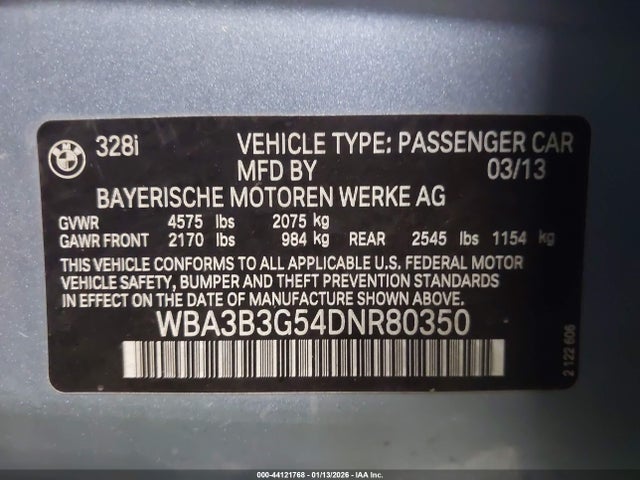 BMW 328i VEHICLE TYPE: PASSENGER CAR
MFD BY 03/13
BAYERISCHE MOTOREN WERKE AG
GVWR 4575 lbs 2075 kg
GAWR FRONT 2170 lbs 984 kg REAR 2545 lbs 1154 kg
THIS VEHICLE CONFORMS TO ALL APPLICABLE U.S. FEDERAL MOTOR
VEHICLE SAFETY, BUMPER AND THEFT PREVENTION STANDARDS
IN EFFECT ON THE DATE OF MANUFACTURE SHOWN ABOVE.
WBA3B3G54DNR80350
2 122 606
000-44121768 - 01/13/2026 - IAA Inc.